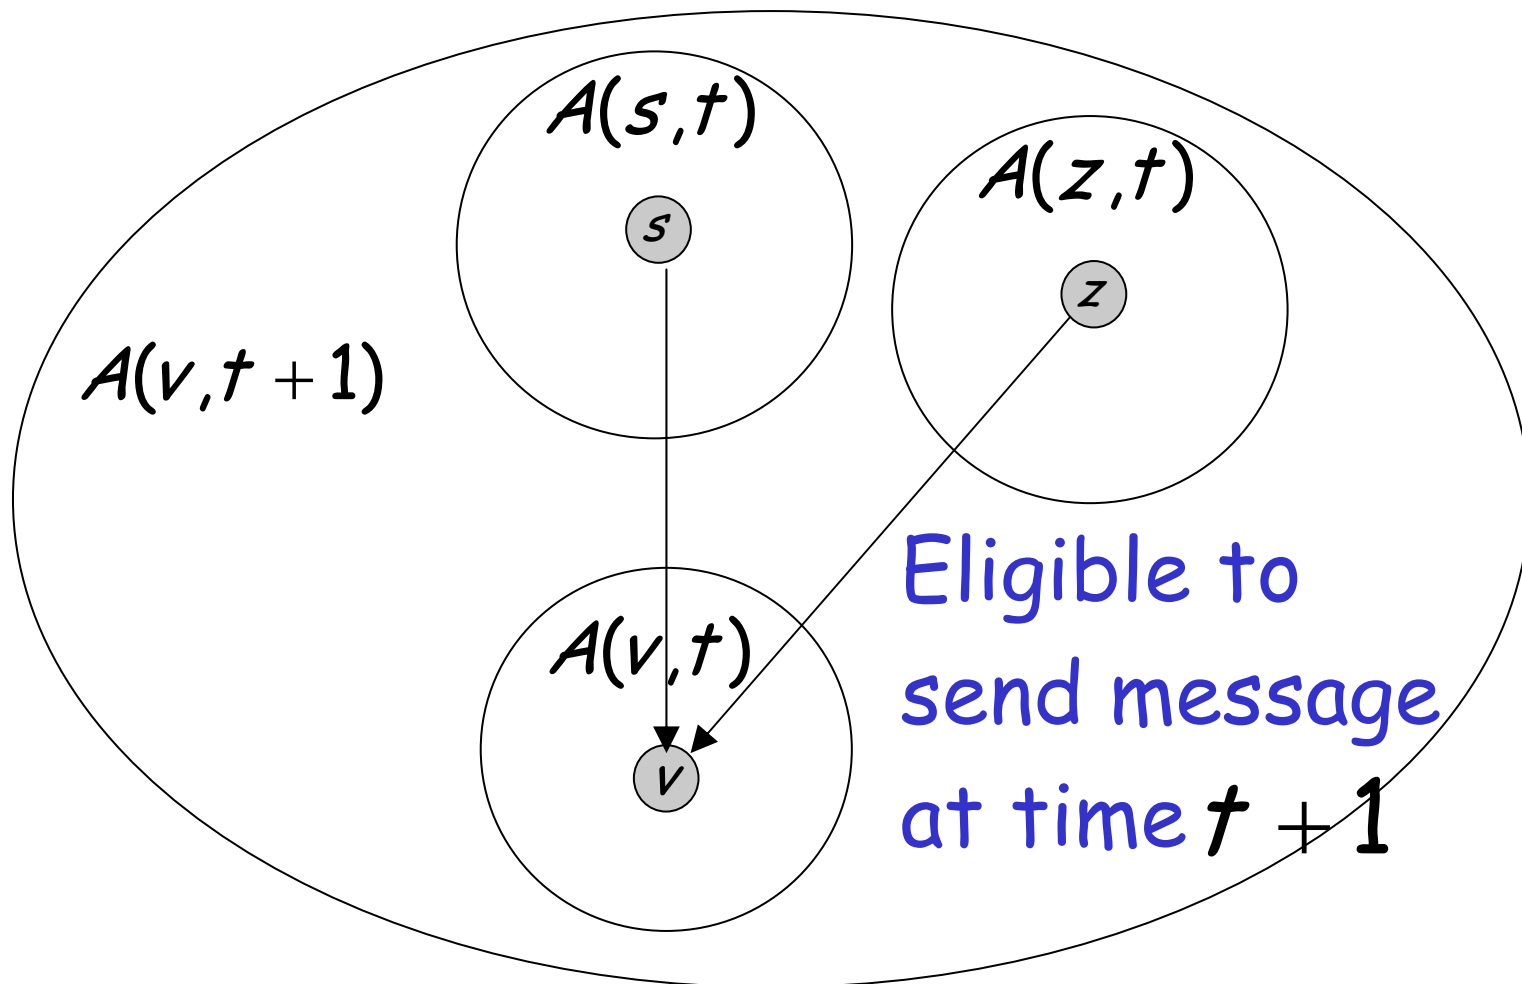 A(s,t)
A(z,t)
s
z
A(v,t + 1)
A(v,t)
v
Eligible to
send message
at time t + 1